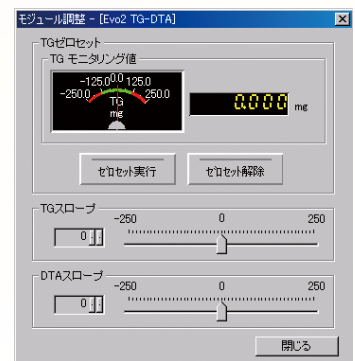 モジュール調整 - [Evo2 TG-DTA]
TGゼロセット
TG モニタリング値
-250.0 -125.0 0.0 125.0 250.0
TG
mg
0.000 mg
ｾﾞﾛｾｯﾄ実行 ｾﾞﾛｾｯﾄ解除
TGスロープ
-250 0 250
0
DTAスロープ
-250 0 250
0
閉じる